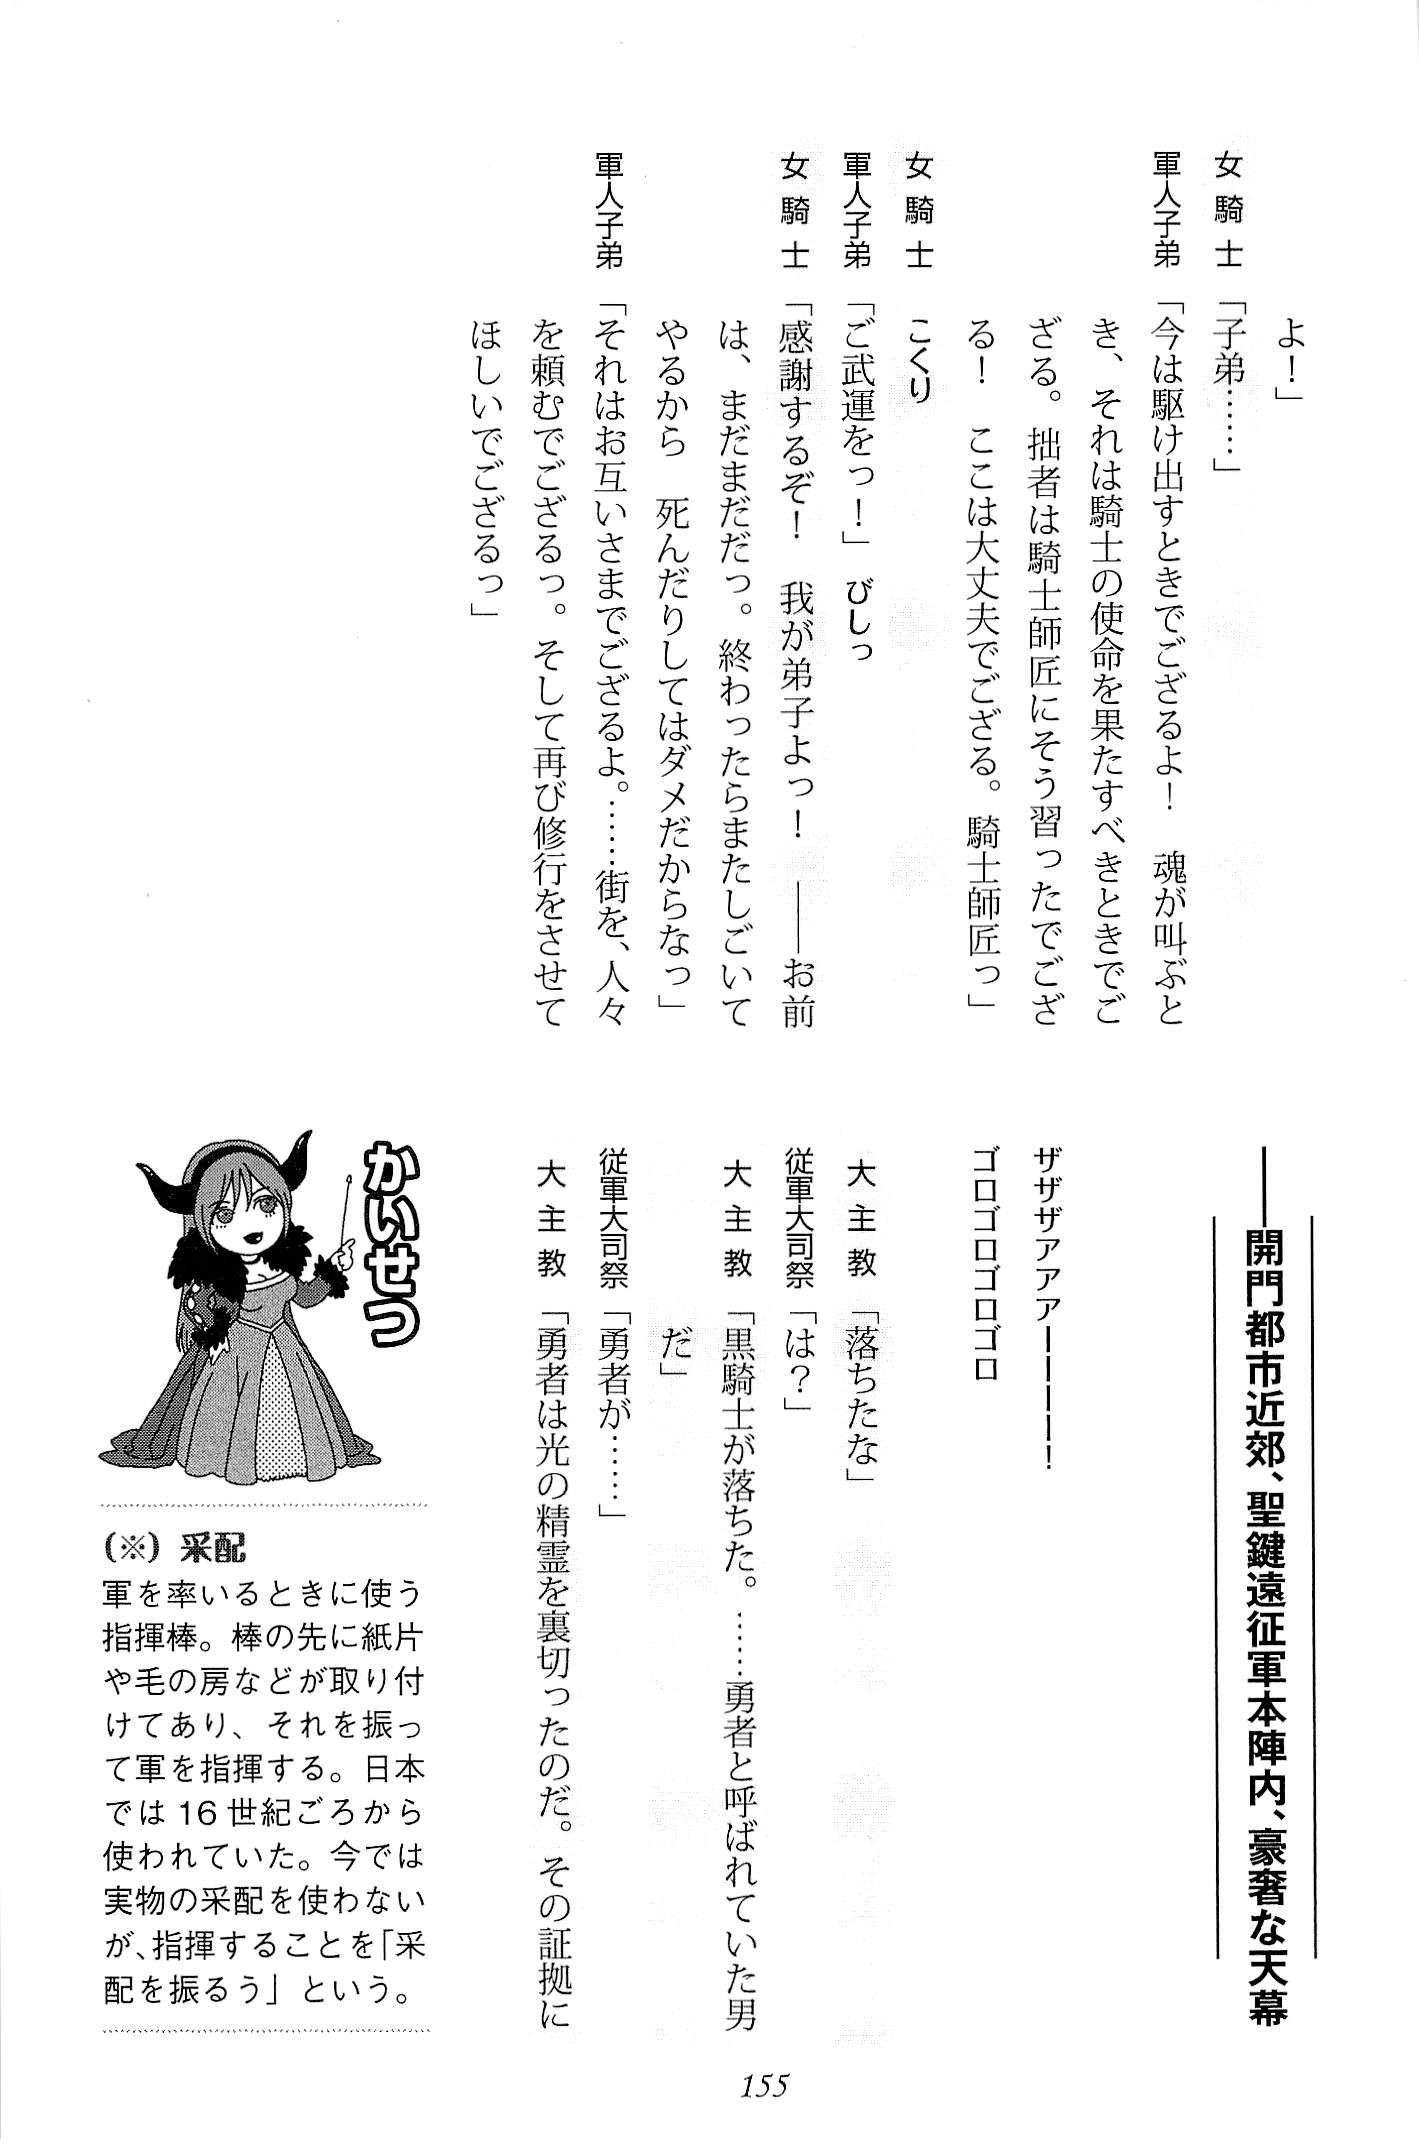 よ！」
女騎士「子弟……」
軍人子弟「今は駆け出すときでござるよ！　魂が叫ぶと
き、それは騎士の使命を果たすべきときでご
ざる。拙者は騎士師匠にそう習ったでござ
る！　ここは大丈夫でござる。騎士師匠っ」
女騎士　こくり
軍人子弟「ご武運をっ！」びしっ
女騎士「感謝するぞ！　我が弟子よっ！　――お前
は、まだまだだっ。終わったらまたしごいて
やるから　死んだりしてはダメだからなっ」
軍人子弟「それはお互いさまでござるよ。……街を、人々
を頼むでござるっ。そして再び修行をさせて
ほしいでござるっ」
――開門都市近郊、聖鍵遠征軍本陣内、豪奢な天幕
ザザザアアアーーーー！
ゴロゴロゴロゴロ
大主教「落ちたな」
従軍大司祭「は？」
大主教「黒騎士が落ちた。……勇者と呼ばれていた男
だ」
従軍大司祭「勇者が……」
大主教「勇者は光の精霊を裏切ったのだ。その証拠に
かいせつ
（※）采配
軍を率いるときに使う
指揮棒。棒の先に紙片
や毛の房などが取り付
けてあり、それを振っ
て軍を指揮する。日本
では16世紀ごろから
使われていた。今では
実物の采配を使わない
が、指揮することを「采
配を振るう」という。
155